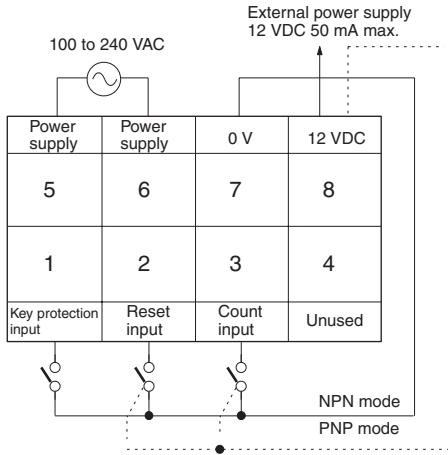 External power supply
12 VDC 50 mA max.
100 to 240 VAC
Power
supply
Power
supply
0 V
12 VDC
5
6
7
8
1
2
3
4
Key protection
input
Reset
input
Count
input
Unused
NPN mode
PNP mode